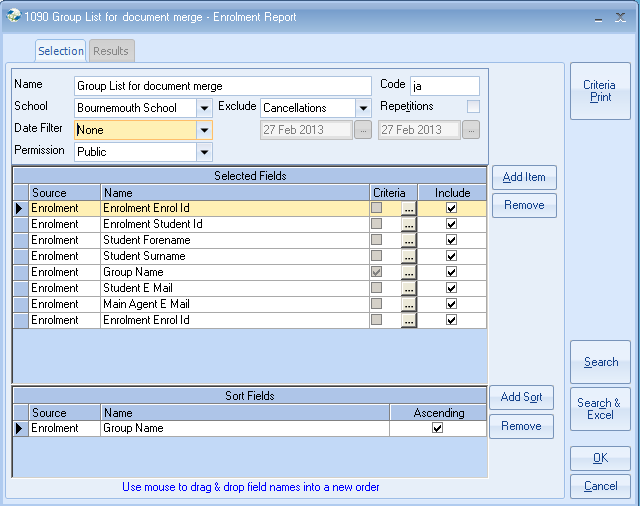 1090 Group List for document merge - Enrolment Report
Selection Results
Name Group List for document merge Code ja
School Bournemouth School Exclude Cancellations Repetitions
Date Filter None 27 Feb 2013 ... 27 Feb 2013 ...
Permission Public
Criteria
Print
Selected Fields
Source Name Criteria Include
Enrolment Enrolment Enrol Id ...
Enrolment Enrolment Student Id ...
Enrolment Student Forename ...
Enrolment Student Surname ...
Enrolment Group Name ...
Enrolment Student E Mail ...
Enrolment Main Agent E Mail ...
Enrolment Enrolment Enrol Id ...
Add Item
Remove
Sort Fields
Source Name Ascending
Enrolment Group Name
Add Sort
Remove
Use mouse to drag & drop field names into a new order
Search
Search &
Excel
OK
Cancel